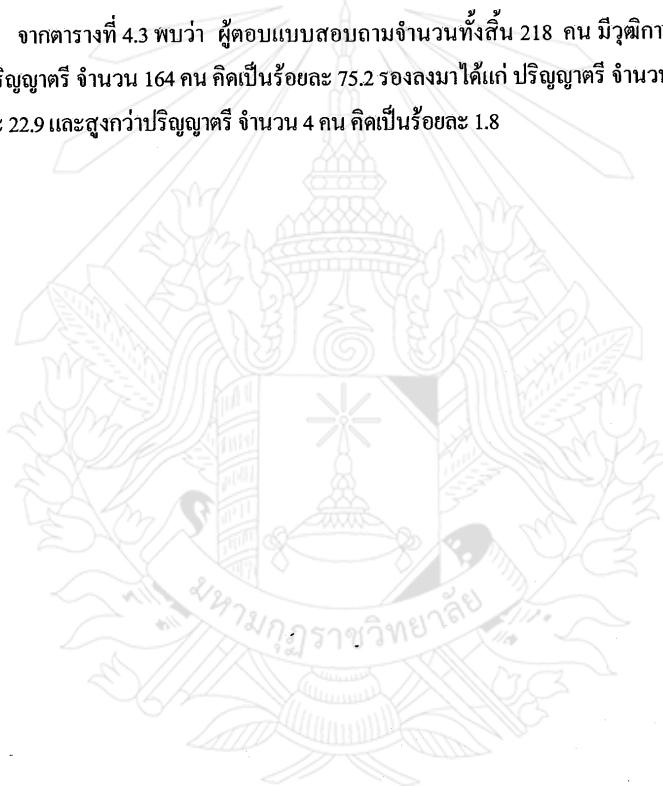 จากตารางที่ 4.3 พบว่า ผู้ตอบแบบสอบถามจำนวนทั้งสิ้น 218 คน มีวุฒิกา
ริญญาตรี จำนวน 164 คน คิดเป็นร้อยละ 75.2 รองลงมาได้แก่ ปริญญาตรี จำนวน
22.9 และสูงกว่าปริญญาตรี จำนวน 4 คน คิดเป็นร้อยละ 1.8
มหามกุฏราชวิทยาลัย